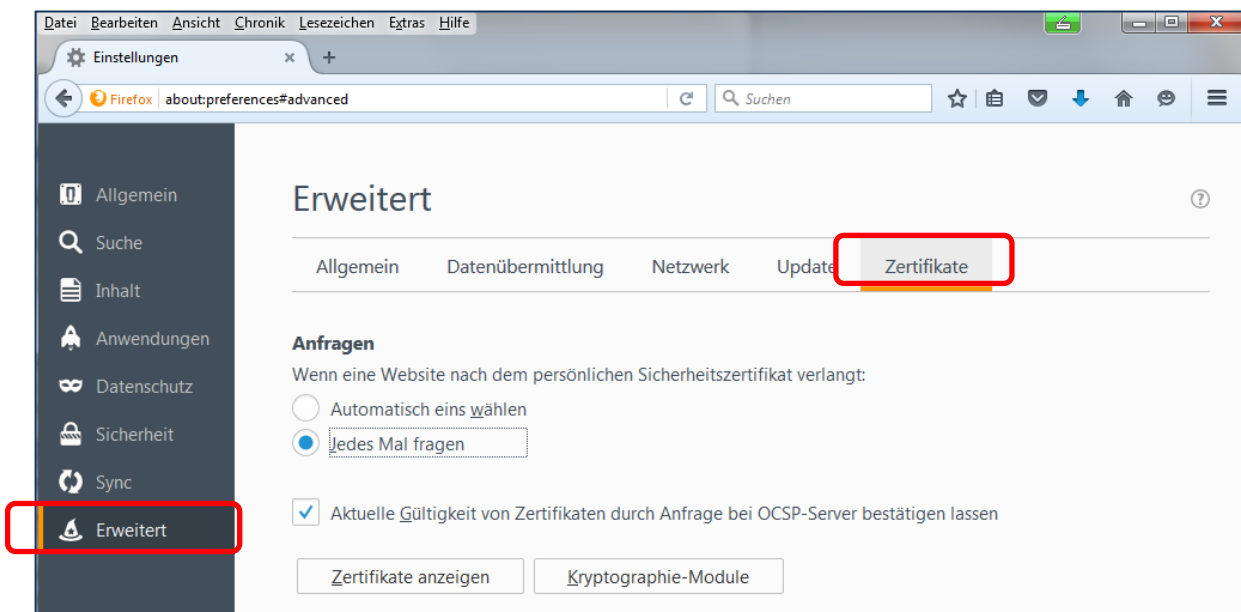 Datei Bearbeiten Ansicht Chronik Lesezeichen Extras Hilfe
Einstellungen
Firefox about:preferences#advanced Suchen
Allgemein
Suche
Inhalt
Anwendungen
Datenschutz
Sicherheit
Sync
Erweitert
Erweitert
Allgemein Datenübermittlung Netzwerk Update Zertifikate
Anfragen
Wenn eine Website nach dem persönlichen Sicherheitszertifikat verlangt:
Automatisch eins wählen
Jedes Mal fragen
Aktuelle Gültigkeit von Zertifikaten durch Anfrage bei OCSP-Server bestätigen lassen
Zertifikate anzeigen Kryptographie-Module